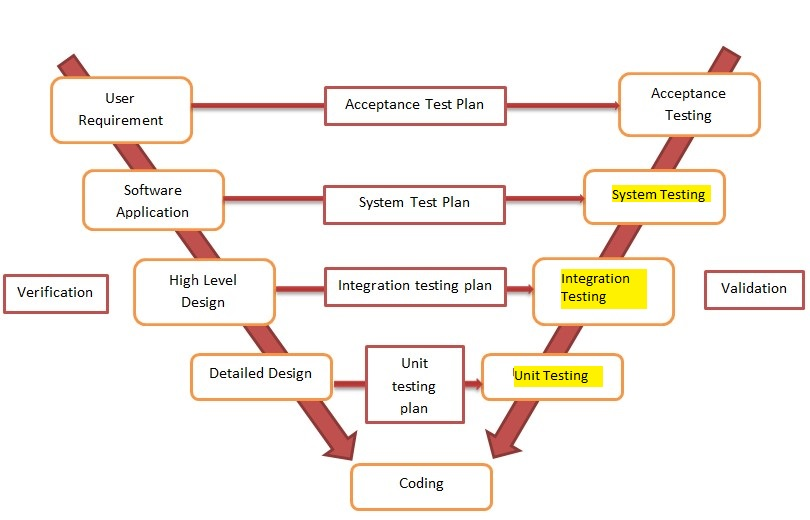 User
Requirement
Acceptance Test Plan
Acceptance
Testing
Software
Application
System Test Plan
System Testing
Verification
High Level
Design
Integration testing plan
Integration
Testing
Validation
Detailed Design
Unit
testing
plan
Unit Testing
Coding